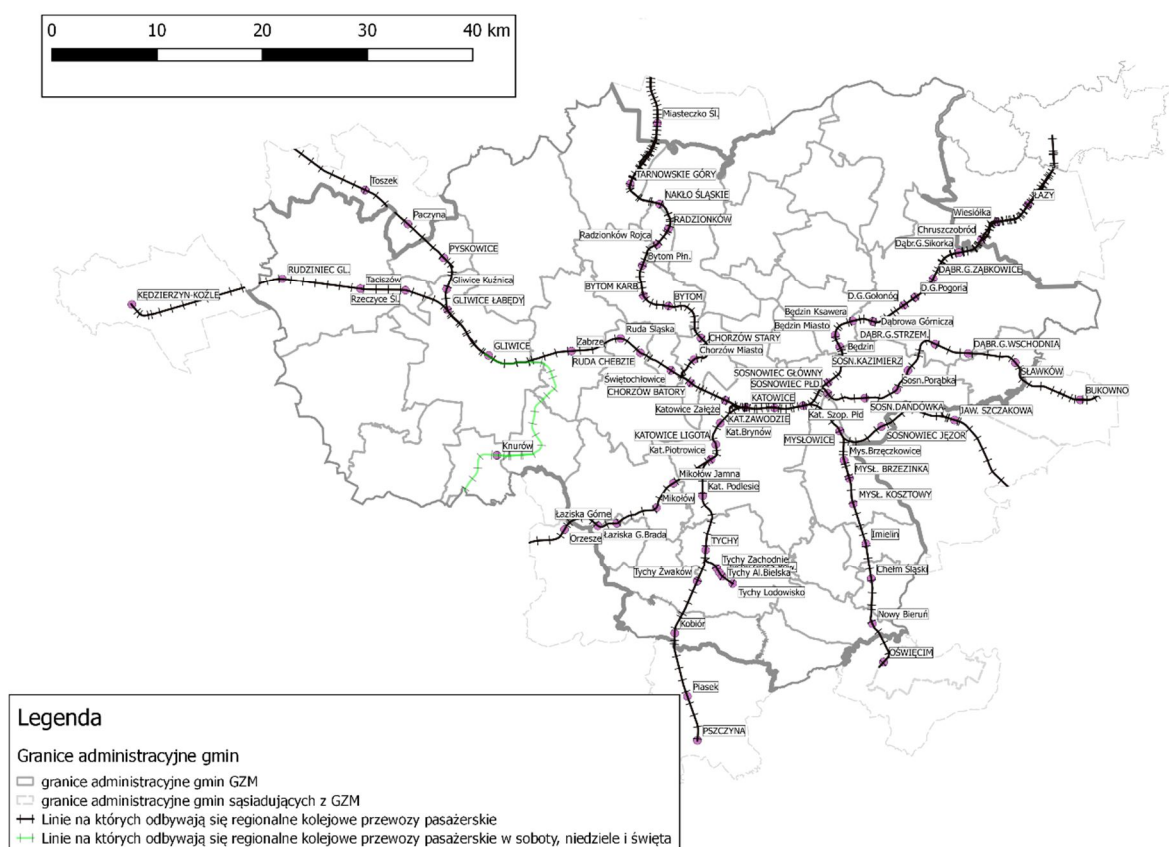 0 10 20 30 40 km
Miasteczko Śl.
TARNOWSKIE GÓRY
NAKŁO ŚLĄSKIE
RADZIONKÓW
Radzionków Rojca
Bytom Płn.
BYTOM KARB
BYTOM
CHORZÓW STARY
Chorzów Miasto
Toszek
Paczyna
PYSKOWICE
Gliwice Kuźnica
GLIWICE ŁABĘDY
RUDZINIEC GL.
Taciszów
Rzeczyce Śl.
KĘDZIERZYN-KOŹLE
GLIWICE
Zabrze
Ruda Śląska
RUDA CHEBZIE
Świętochłowice
CHORZÓW BATORY
Katowice Załęże
KATOWICE
KAT.ZAWODZIE
Kat. Szop. Płd
Kat.Brynów
KATOWICE LIGOTA
Kat.Piotrowice
Knurów
Wiesiółka
ŁAZY
Chruszczobród
Dąbr.G.Sikorka
DĄBR.G.ZĄBKOWICE
D.G.Pogoria
D.G.Gołonóg
Będzin Ksawera
Będzin Miasto
Dąbrowa Górnicza
DĄBR.G.STRZEM.
Będzin
DĄBR.G.WSCHODNIA
SOSN.KAZIMIERZ
SŁAWKÓW
SOSNOWIEC GŁÓWNY
SOSNOWIEC PŁD.
Sosn.Porąbka
BUKOWNO
SOSN.DAŃDÓWKA
JAW. SZCZAKOWA
SOSNOWIEC JĘZOR
MYSŁOWICE
Mys.Brzęczkowice
MYSŁ. BRZEZINKA
MYSŁ. KOSZTOWY
Imielin
Chełm Śląski
Nowy Bieruń
OŚWIĘCIM
Mikołów Jamna
Kat. Podlesie
Mikołów
Łaziska Górne
Łaziska G.Brada
Orzesze
TYCHY
Tychy Zachodnie
Tychy Al.Bielska
Tychy Żwaków
Tychy Lodowisko
Kobiór
Piasek
PSZCZYNA
Legenda
Granice administracyjne gmin
granice administracyjne gmin GZM
granice administracyjne gmin sąsiadujących z GZM
Linie na których odbywają się regionalne kolejowe przewozy pasażerskie
Linie na których odbywają się regionalne kolejowe przewozy pasażerskie w soboty, niedziele i święta